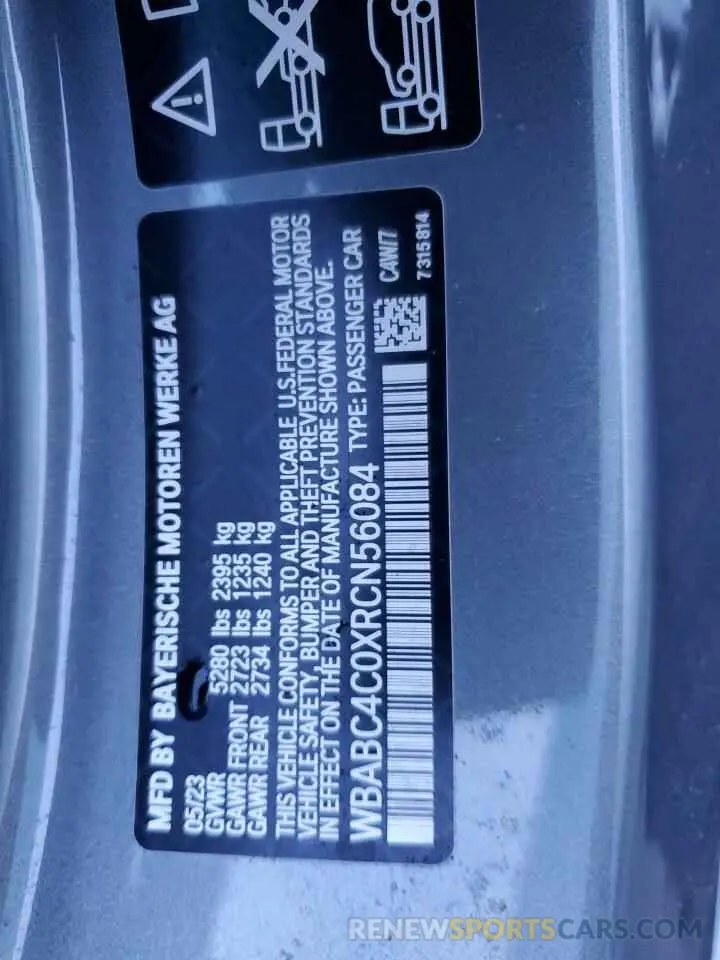 MFD BY BAYERISCHE MOTOREN WERKE AG
05/23
GVWR 5280 lbs 2395 kg
GAWR FRONT 2723 lbs 1235 kg
GAWR REAR 2734 lbs 1240 kg
THIS VEHICLE CONFORMS TO ALL APPLICABLE U.S.FEDERAL MOTOR
VEHICLE SAFETY, BUMPER AND THEFT PREVENTION STANDARDS
IN EFFECT ON THE DATE OF MANUFACTURE SHOWN ABOVE.
WBABC4C0XRCN56084 TYPE: PASSENGER CAR
C4W/7
7315814
RENEWSPORTSCARS.COM